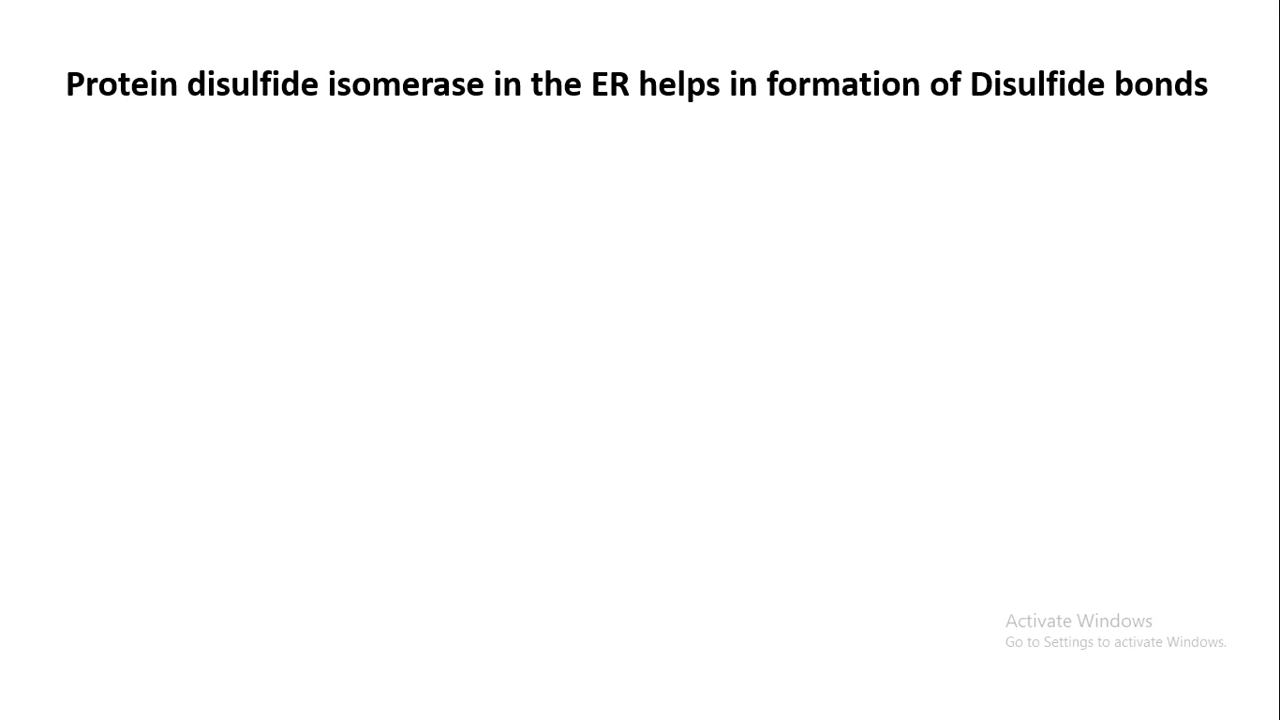 Protein disulfide isomerase in the ER helps in formation of Disulfide bonds
Activate Windows
Go to Settings to activate Windows.